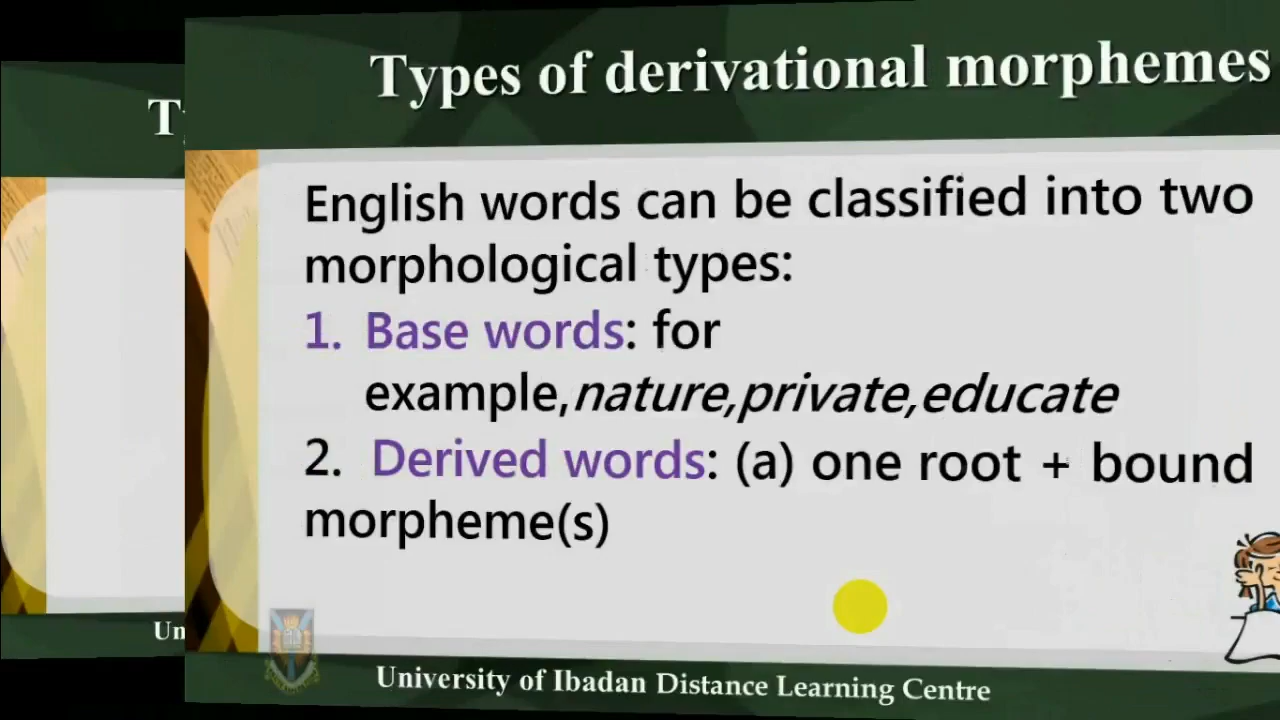 Types of derivational morphemes
English words can be classified into two
morphological types:
1. Base words: for
example,nature,private,educate
2. Derived words: (a) one root + bound
morpheme(s)
University of Ibadan Distance Learning Centre